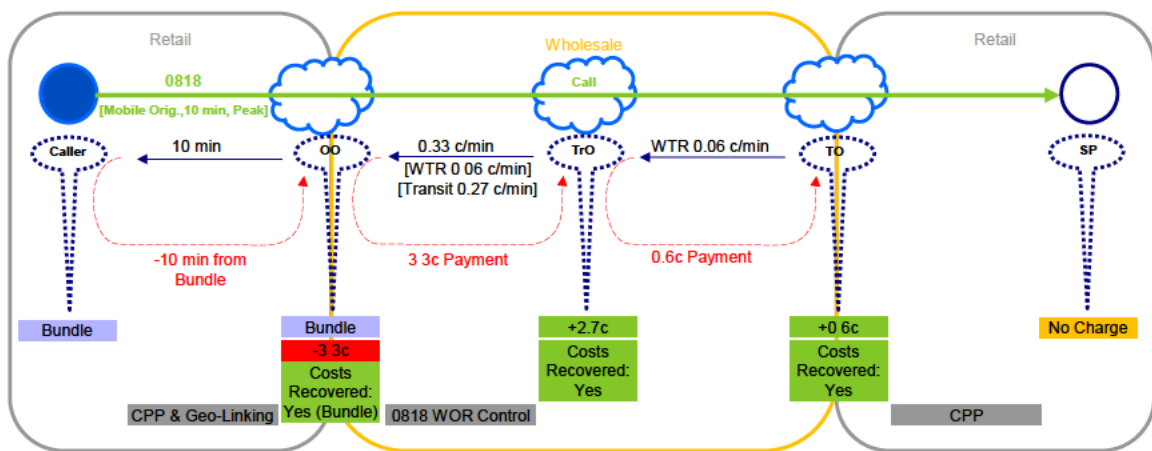 Retail
Wholesale
Retail
0818
Call
[Mobile Orig.,10 min, Peak]
Caller
10 min
OO
0.33 c/min
[WTR 0 06 c/min]
[Transit 0.27 c/min]
TrO
WTR 0.06 c/min
TO
SP
-10 min from
Bundle
3 3c Payment
0.6c Payment
Bundle
Bundle
-3 3c
Costs
Recovered:
Yes (Bundle)
+2.7c
Costs
Recovered:
Yes
+0 6c
Costs
Recovered:
Yes
No Charge
CPP & Geo-Linking
0818 WOR Control
CPP